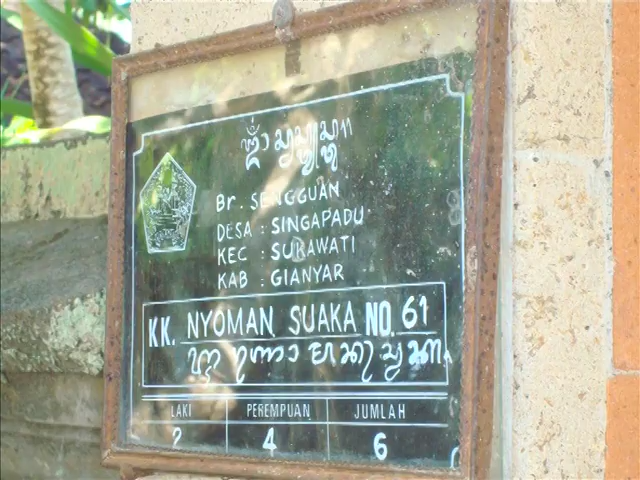 Br. SENGGUAN
DESA : SINGAPADU
KEC : SUKAWATI
KAB : GIANYAR
KK. NYOMAN SUAKA NO. 61
LAKI PEREMPUAN JUMLAH
2 4 6